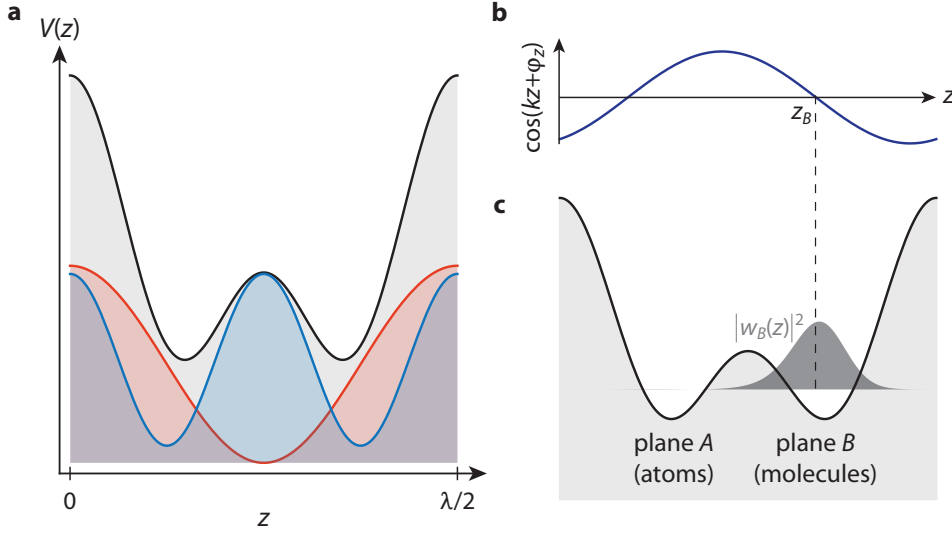 a
V(z)
0
z
λ/2
b
cos(kz+φz)
z
zB
c
|wB(z)|²
plane A
(atoms)
plane B
(molecules)